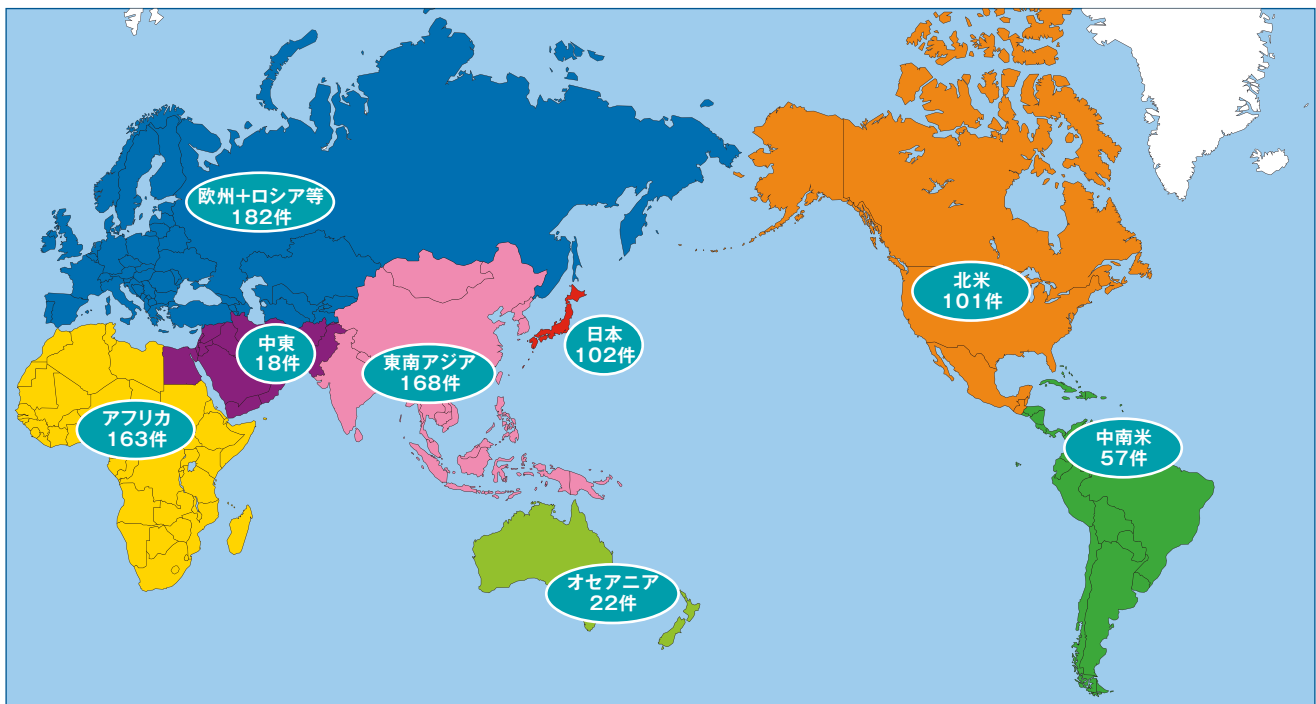 欧州+ロシア等
182件
北米
101件
中東
18件
日本
102件
東南アジア
168件
アフリカ
163件
中南米
57件
オセアニア
22件